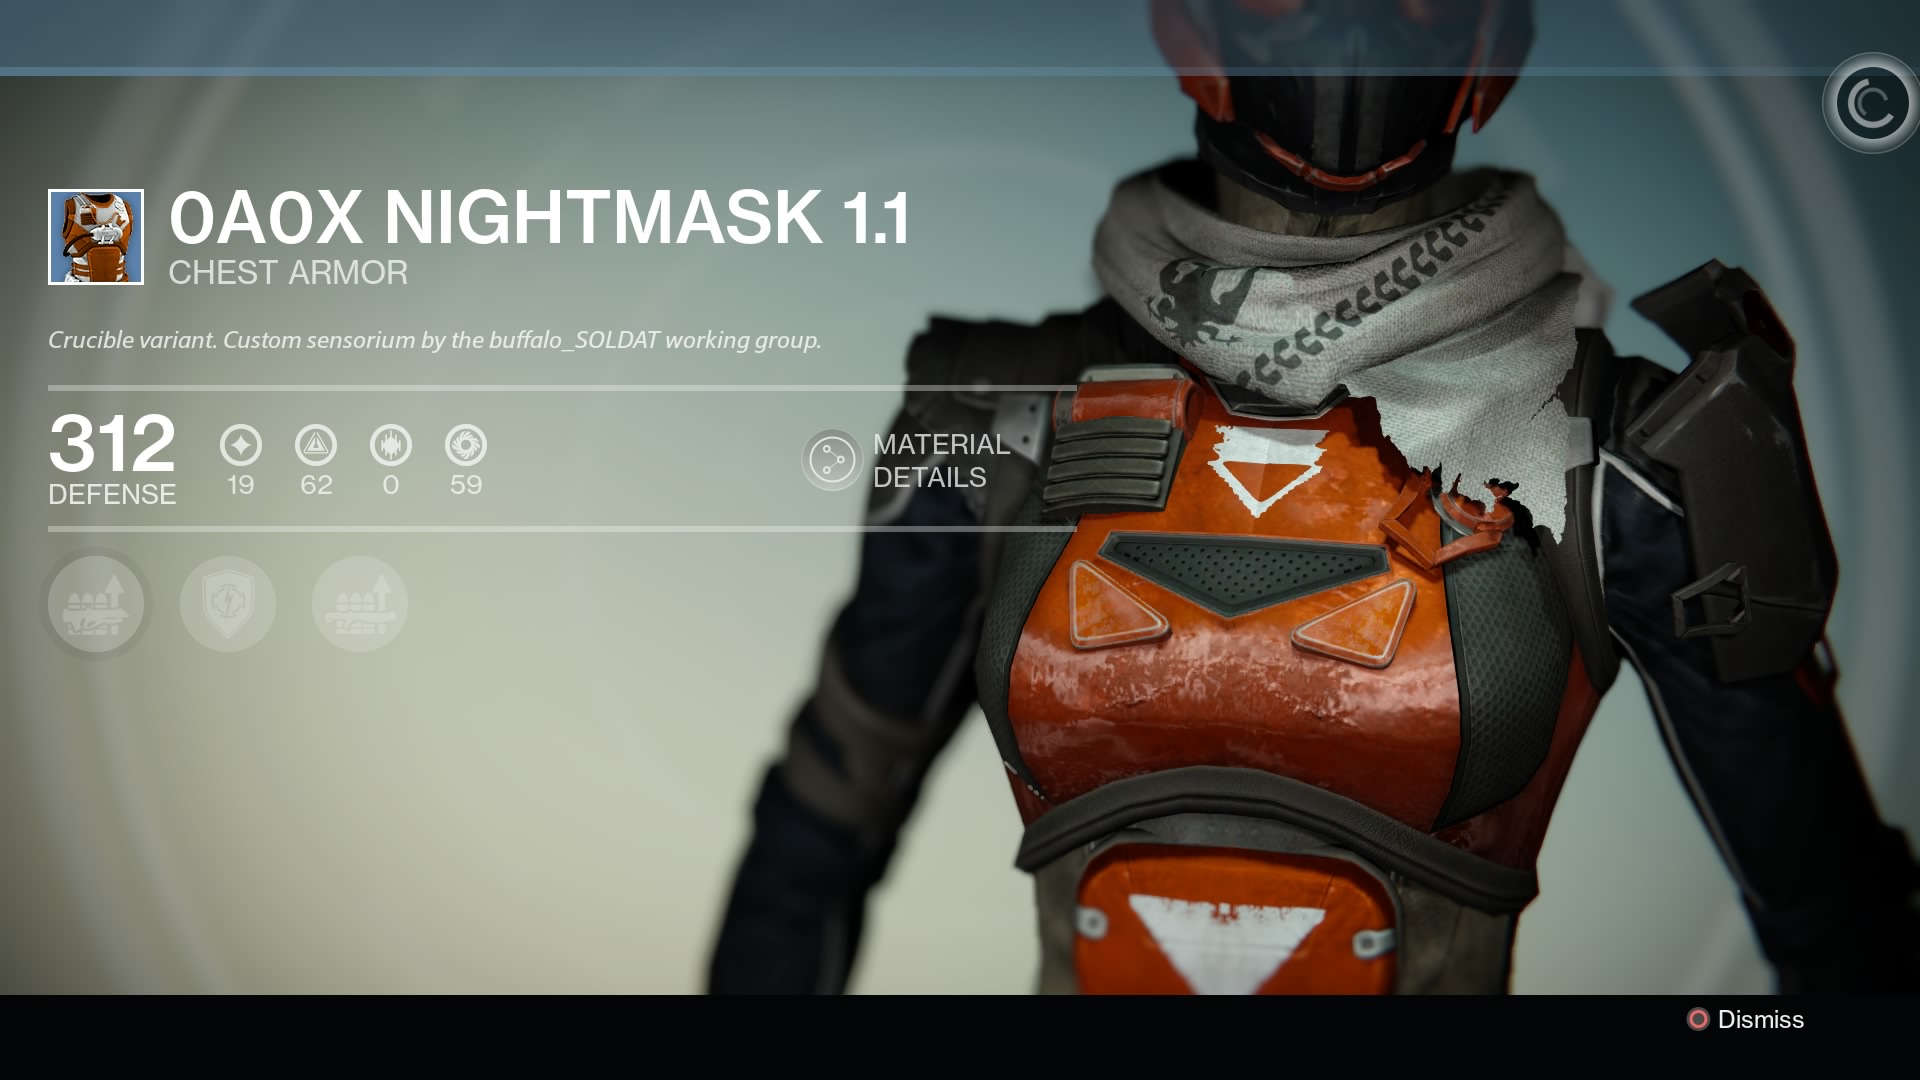 0A0X NIGHTMASK 1.1
CHEST ARMOR
Crucible variant. Custom sensorium by the buffalo_SOLDAT working group.
312
DEFENSE
19 62 0 59
MATERIAL
DETAILS
Dismiss